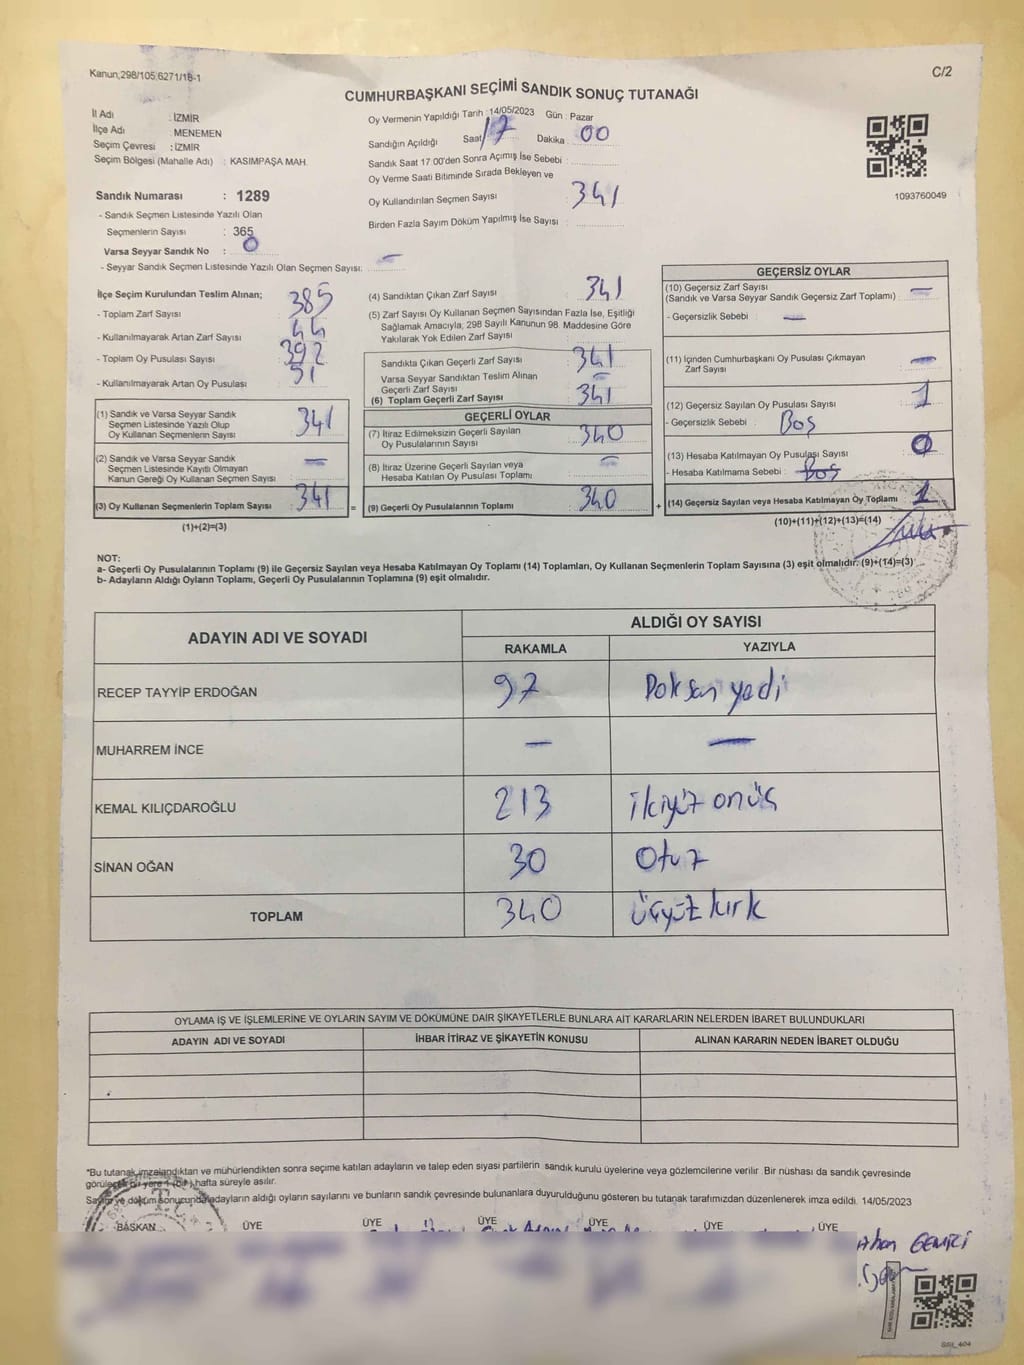 Kanun;298/105;6271/18-1
C/2
CUMHURBAŞKANI SEÇİMİ SANDIK SONUÇ TUTANAĞI
İl Adı : İZMİR
İlçe Adı : MENEMEN
Seçim Çevresi : İZMİR
Seçim Bölgesi (Mahalle Adı) : KASIMPAŞA MAH.
Sandık Numarası : 1289
- Sandık Seçmen Listesinde Yazılı Olan
Seçmenlerin Sayısı : 365
Varsa Seyyar Sandık No : 0
- Seyyar Sandık Seçmen Listesinde Yazılı Olan Seçmen Sayısı: —
Oy Vermenin Yapıldığı Tarih :14/05/2023 Gün : Pazar
Sandığın Açıldığı Saat 17 Dakika : 00
Sandık Saat 17:00'den Sonra Açımış İse Sebebi :
Oy Verme Saati Bitiminde Sırada Bekleyen ve
Oy Kullandırılan Seçmen Sayısı 341
Birden Fazla Sayım Döküm Yapılmış İse Sayısı :
1093760049
İlçe Seçim Kurulundan Teslim Alınan;
- Toplam Zarf Sayısı : 385
- Kullanılmayarak Artan Zarf Sayısı : 44
- Toplam Oy Pusulası Sayısı : 392
- Kullanılmayarak Artan Oy Pusulası : 51
(1) Sandık ve Varsa Seyyar Sandık
Seçmen Listesinde Yazılı Olup
Oy Kullanan Seçmenlerin Sayısı : 341
(2) Sandık ve Varsa Seyyar Sandık
Seçmen Listesinde Kayıtlı Olmayan
Kanun Gereği Oy Kullanan Seçmen Sayısı : —
(3) Oy Kullanan Seçmenlerin Toplam Sayısı : 341 =
(1)+(2)=(3)
(4) Sandıktan Çıkan Zarf Sayısı : 341
(5) Zarf Sayısı Oy Kullanan Seçmen Sayısından Fazla İse, Eşitliği
Sağlamak Amacıyla; 298 Sayılı Kanunun 98. Maddesine Göre
Yakılarak Yok Edilen Zarf Sayısı :
Sandıkta Çıkan Geçerli Zarf Sayısı : 341
Varsa Seyyar Sandıktan Teslim Alınan
Geçerli Zarf Sayısı : —
(6) Toplam Geçerli Zarf Sayısı : 341
GEÇERLİ OYLAR
(7) İtiraz Edilmeksizin Geçerli Sayılan
Oy Pusulalarının Sayısı : 340
(8) İtiraz Üzerine Geçerli Sayılan veya
Hesaba Katılan Oy Pusulası Toplamı : —
(9) Geçerli Oy Pusulalarının Toplamı : 340 +
GEÇERSİZ OYLAR
(10) Geçersiz Zarf Sayısı
(Sandık ve Varsa Seyyar Sandık Geçersiz Zarf Toplamı) : —
- Geçersizlik Sebebi : —
(11) İçinden Cumhurbaşkanı Oy Pusulası Çıkmayan
Zarf Sayısı : —
(12) Geçersiz Sayılan Oy Pusulası Sayısı : 1
- Geçersizlik Sebebi : Boş
(13) Hesaba Katılmayan Oy Pusulası Sayısı : 0
- Hesaba Katılmama Sebebi : Boş
(14) Geçersiz Sayılan veya Hesaba Katılmayan Oy Toplamı : 1
(10)+(11)+(12)+(13)=(14)
NOT:
a- Geçerli Oy Pusulalarının Toplamı (9) ile Geçersiz Sayılan veya Hesaba Katılmayan Oy Toplamı (14) Toplamları, Oy Kullanan Seçmenlerin Toplam Sayısına (3) eşit olmalıdır. (9)+(14)=(3)
b- Adayların Aldığı Oyların Toplamı, Geçerli Oy Pusulalarının Toplamına (9) eşit olmalıdır.
ADAYIN ADI VE SOYADI
ALDIĞI OY SAYISI
RAKAMLA YAZIYLA
RECEP TAYYİP ERDOĞAN 97 Doksan yedi
MUHARREM İNCE — —
KEMAL KILIÇDAROĞLU 213 ikiyüz onüç
SİNAN OĞAN 30 Otuz
TOPLAM 340 üçyüz kırk
OYLAMA İŞ VE İŞLEMLERİNE VE OYLARIN SAYIM VE DÖKÜMÜNE DAİR ŞİKAYETLERLE BUNLARA AİT KARARLARIN NELERDEN İBARET BULUNDUKLARI
ADAYIN ADI VE SOYADI İHBAR İTİRAZ VE ŞİKAYETİN KONUSU ALINAN KARARIN NEDEN İBARET OLDUĞU
*Bu tutanak imzalandıktan ve mühürlendikten sonra seçime katılan adayların ve talep eden siyasi partilerin sandık kurulu üyelerine veya gözlemcilerine verilir. Bir nüshası da sandık çevresinde
görülecek bir yere 1 (bir) hafta süreyle asılır.
Sayım ve döküm sonucunda adayların aldığı oyların sayılarını ve bunların sandık çevresinde bulunanlara duyurulduğunu gösteren bu tutanak tarafımızdan düzenlenerek imza edildi. 14/05/2023
BAŞKAN ÜYE ÜYE ÜYE ÜYE ÜYE ÜYE